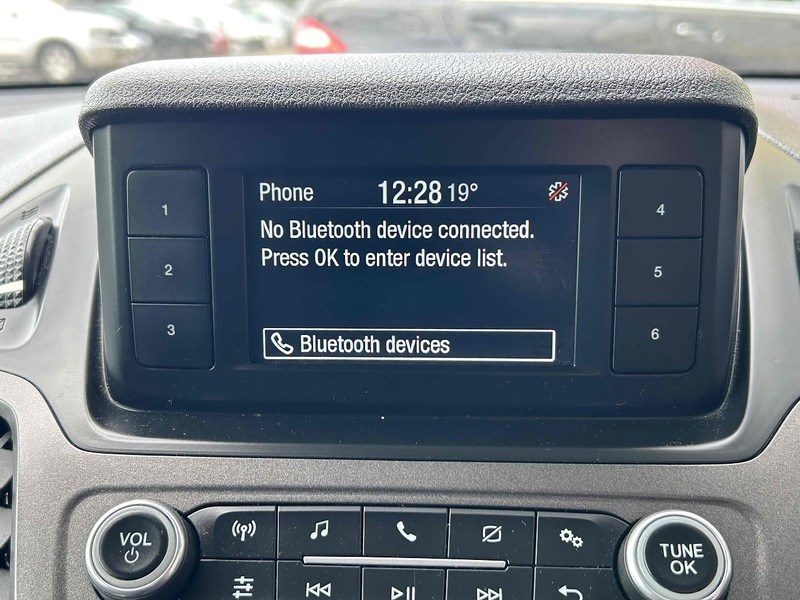 Phone 12:28 19°
No Bluetooth device connected.
Press OK to enter device list.
Bluetooth devices
1
2
3
4
5
6
VOL
TUNE
OK